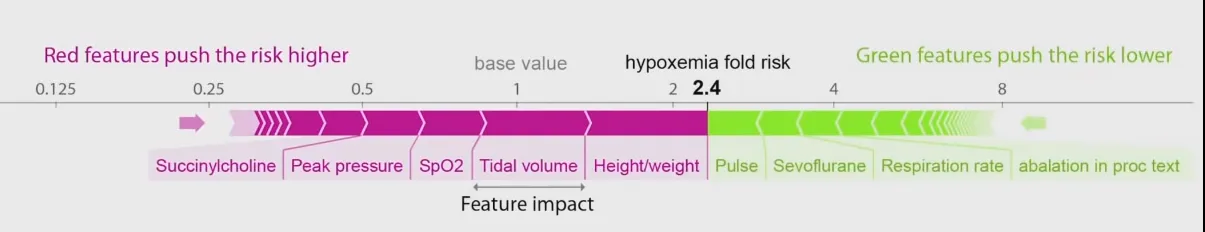 Red features push the risk higher
base value
hypoxemia fold risk
Green features push the risk lower
0.125 0.25 0.5 1 2 2.4 4 8
Succinylcholine Peak pressure SpO2 Tidal volume Height/weight Pulse Sevoflurane Respiration rate abalation in proc text
Feature impact